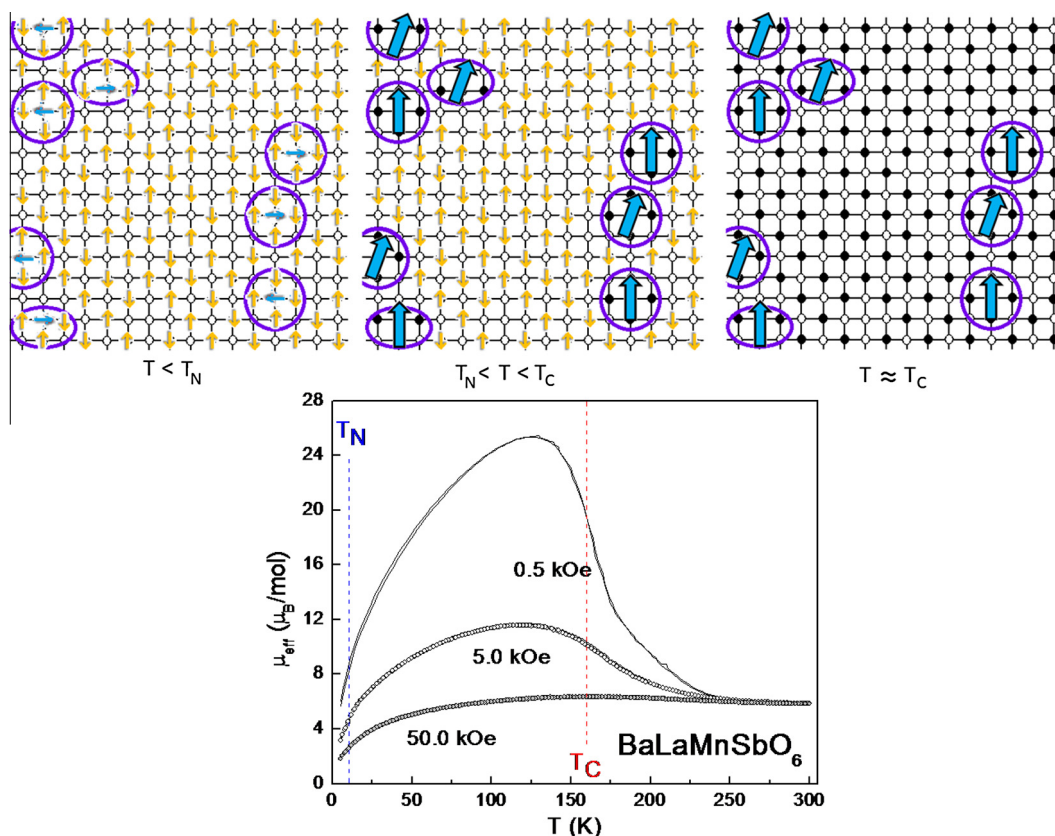 T < T_N
T_N < T < T_C
T ≈ T_C
28
24
20
16
12
8
4
0
μ_eff (μ_B/mol)
T_N
0.5 kOe
5.0 kOe
50.0 kOe
BaLaMnSbO₆
T_C
0 50 100 150 200 250 300
T (K)